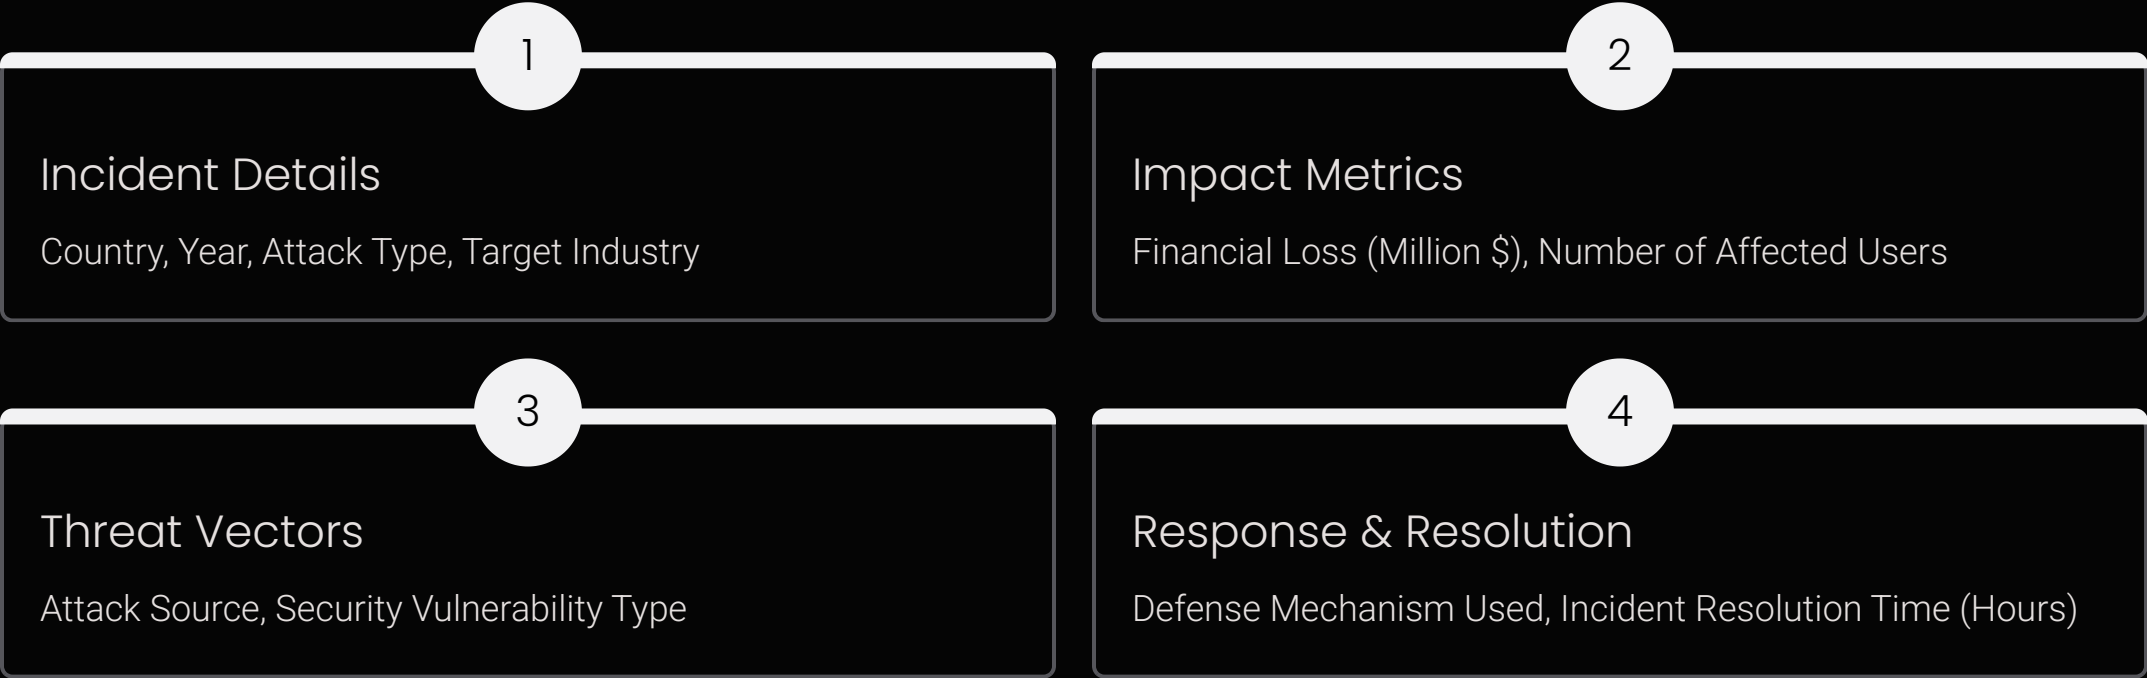 1
Incident Details
Country, Year, Attack Type, Target Industry
2
Impact Metrics
Financial Loss (Million $), Number of Affected Users
3
Threat Vectors
Attack Source, Security Vulnerability Type
4
Response & Resolution
Defense Mechanism Used, Incident Resolution Time (Hours)